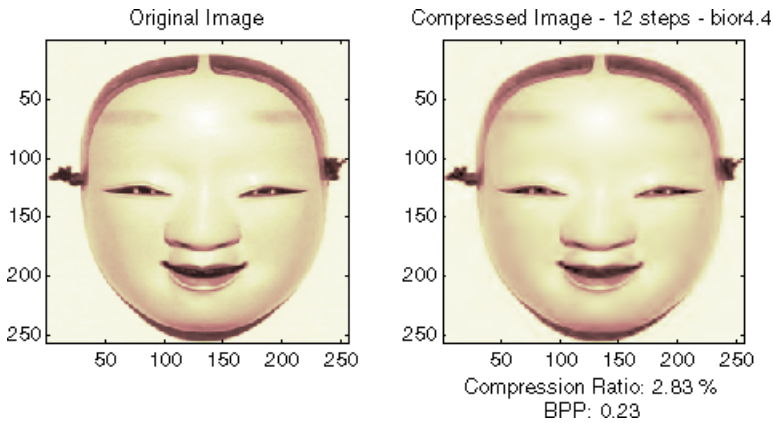 Original Image
Compressed Image - 12 steps - bior4.4
50
100
150
200
250
50 100 150 200 250
50
100
150
200
250
50 100 150 200 250
Compression Ratio: 2.83 %
BPP: 0.23